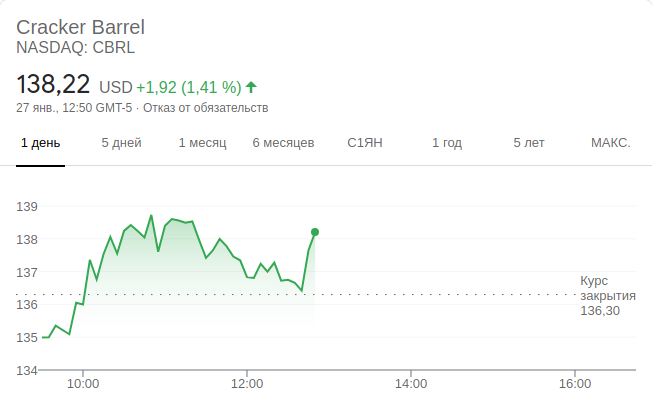 Cracker Barrel
NASDAQ: CBRL
138,22 USD +1,92 (1,41 %)
27 янв., 12:50 GMT-5 · Отказ от обязательств
1 день 5 дней 1 месяц 6 месяцев С1ЯН 1 год 5 лет МАКС.
139
138
137
136
135
134
Курс
закрытия
136,30
10:00 12:00 14:00 16:00